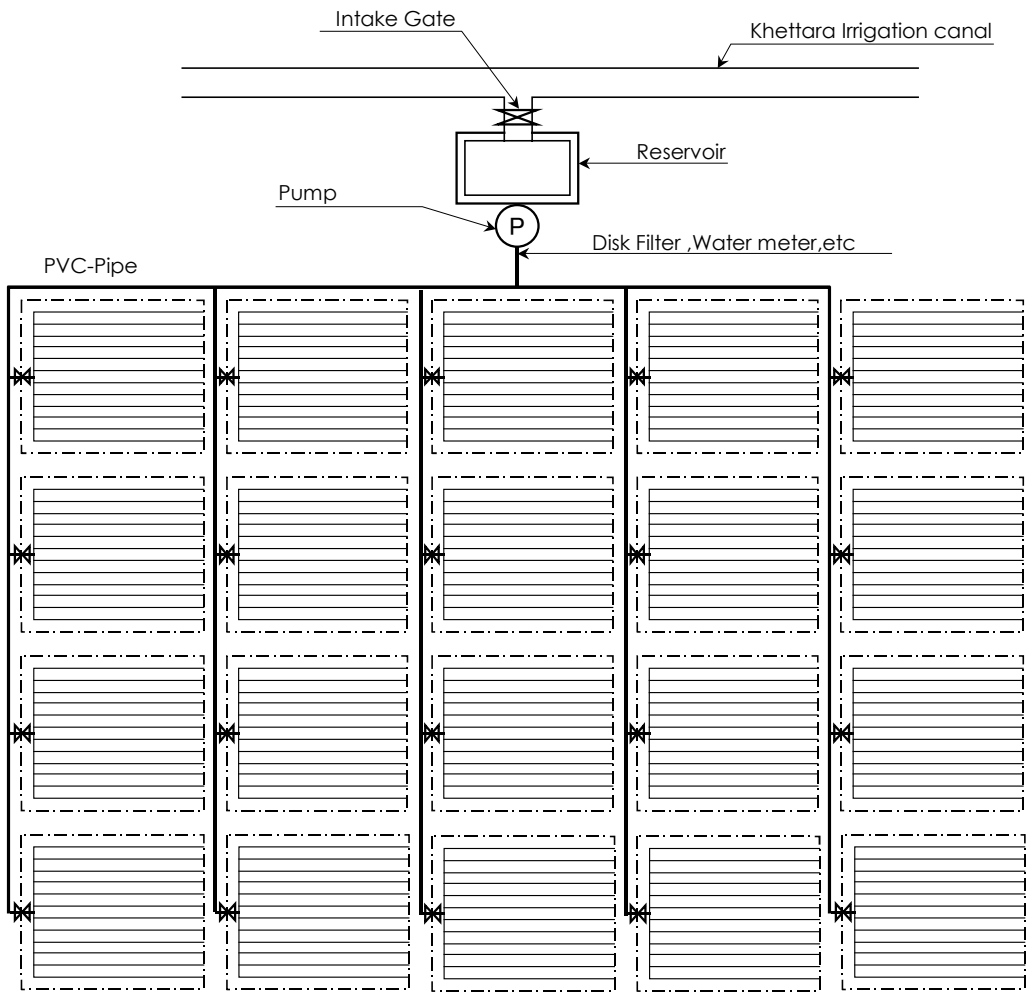 Intake Gate
Khettara Irrigation canal
Reservoir
Pump
P
Disk Filter ,Water meter,etc
PVC-Pipe